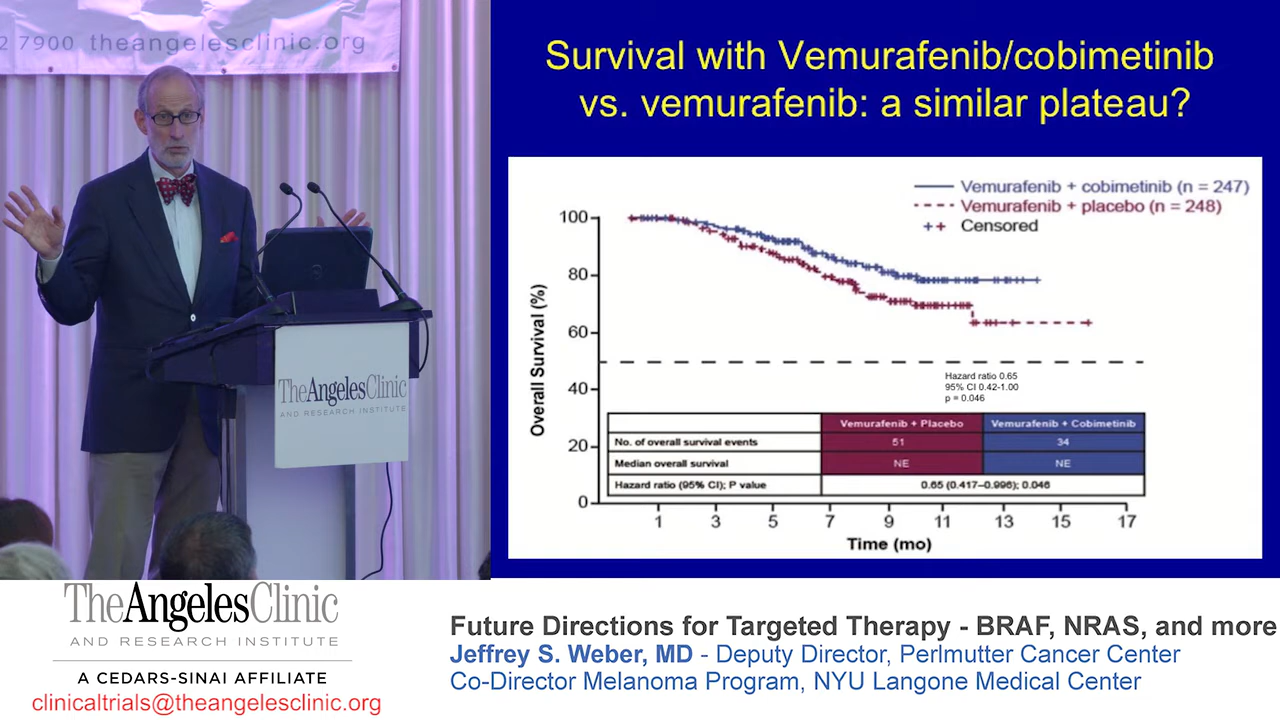 2 7900 theangelesclinic.org
TheAngelesClinic
AND RESEARCH INSTITUTE
Survival with Vemurafenib/cobimetinib
vs. vemurafenib: a similar plateau?
Vemurafenib + cobimetinib (n = 247)
Vemurafenib + placebo (n = 248)
Censored
Overall Survival (%)
100
80
60
40
20
0
Hazard ratio 0.65
95% CI 0.42-1.00
p = 0.046
Vemurafenib + Placebo Vemurafenib + Cobimetinib
No. of overall survival events 51 34
Median overall survival NE NE
Hazard ratio (95% CI); P value 0.65 (0.417–0.996); 0.046
1 3 5 7 9 11 13 15 17
Time (mo)
TheAngelesClinic
AND RESEARCH INSTITUTE
A CEDARS-SINAI AFFILIATE
clinicaltrials@theangelesclinic.org
Future Directions for Targeted Therapy - BRAF, NRAS, and more
Jeffrey S. Weber, MD - Deputy Director, Perlmutter Cancer Center
Co-Director Melanoma Program, NYU Langone Medical Center